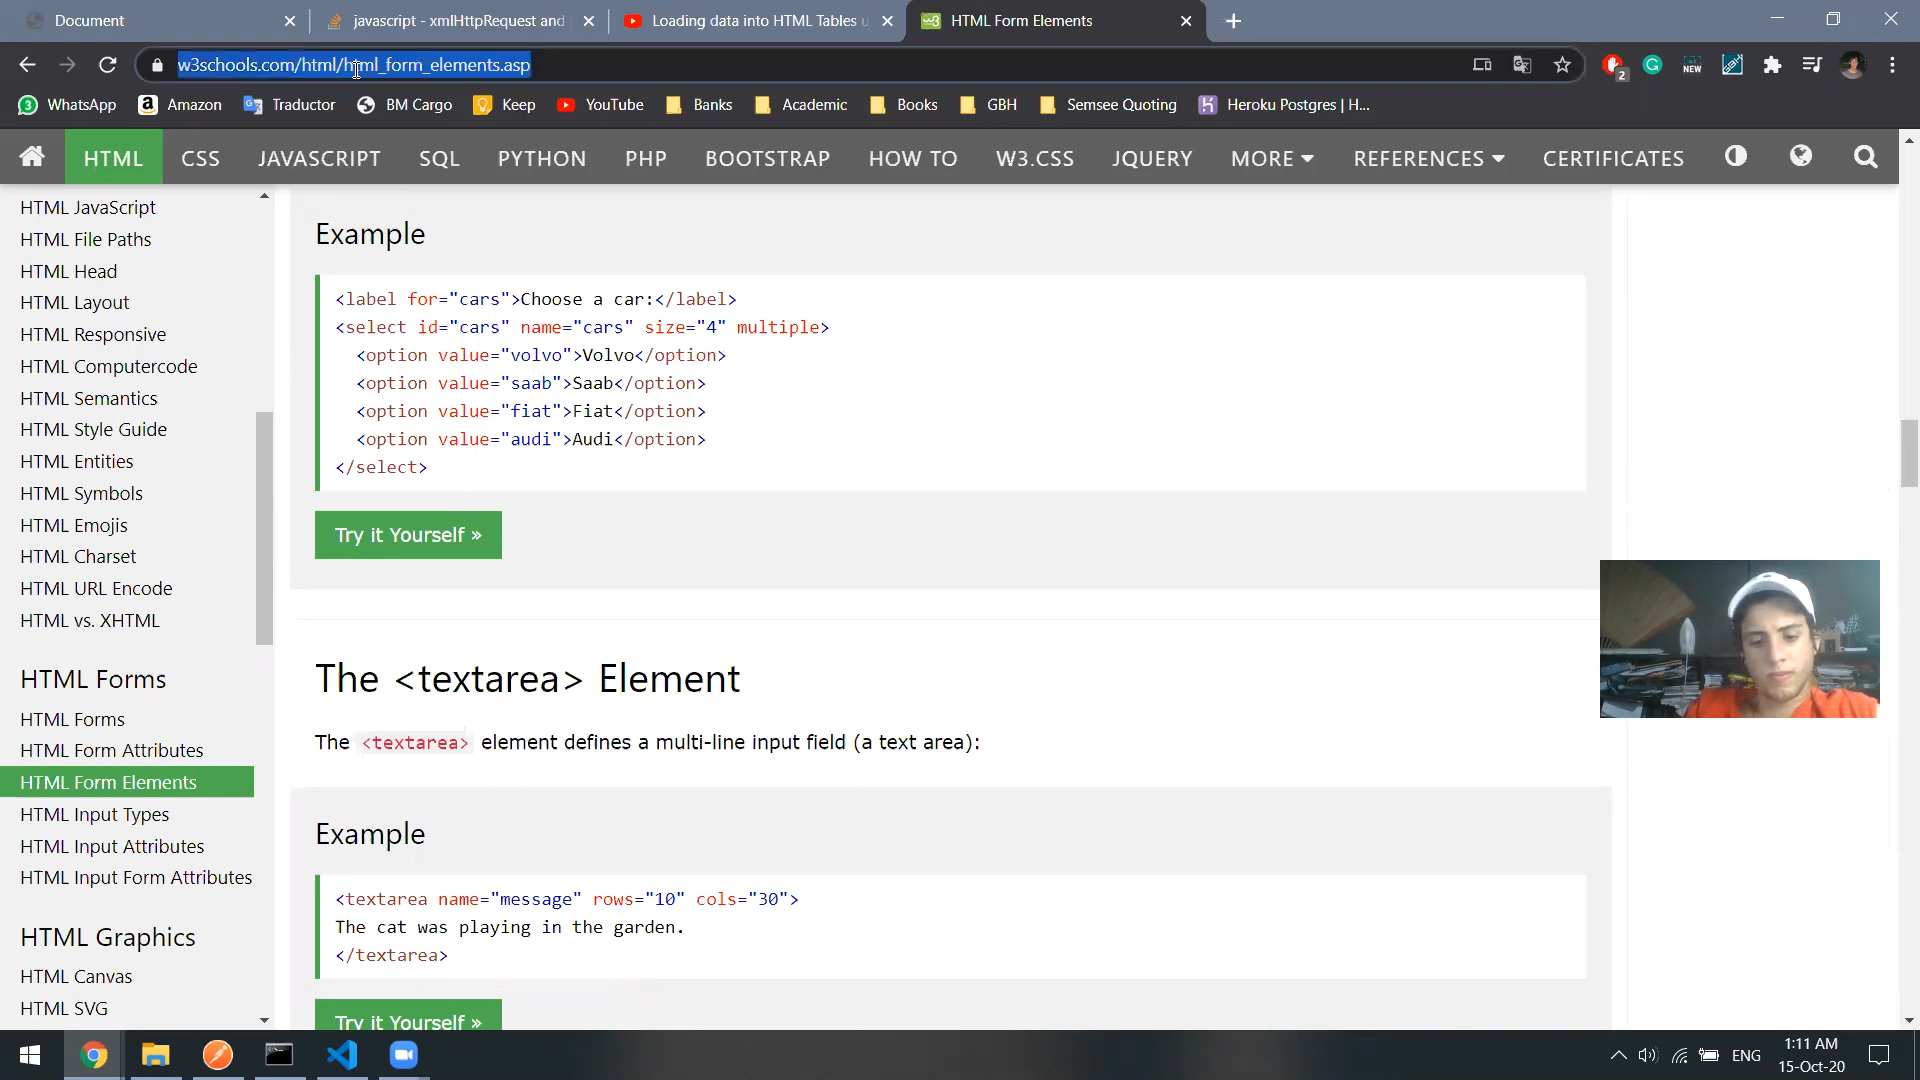 Document
javascript - xmlHttpRequest and
Loading data into HTML Tables u
HTML Form Elements
w3schools.com/html/html_form_elements.asp
2
NEW
3 WhatsApp
a Amazon
Traductor
BM Cargo
Keep
YouTube
Banks
Academic
Books
GBH
Semsee Quoting
Heroku Postgres | H...
HTML
CSS
JAVASCRIPT
SQL
PYTHON
PHP
BOOTSTRAP
HOW TO
W3.CSS
JQUERY
MORE
REFERENCES
CERTIFICATES
HTML JavaScript
HTML File Paths
HTML Head
HTML Layout
HTML Responsive
HTML Computercode
HTML Semantics
HTML Style Guide
HTML Entities
HTML Symbols
HTML Emojis
HTML Charset
HTML URL Encode
HTML vs. XHTML
HTML Forms
HTML Forms
HTML Form Attributes
HTML Form Elements
HTML Input Types
HTML Input Attributes
HTML Input Form Attributes
HTML Graphics
HTML Canvas
HTML SVG
Example
<label for="cars">Choose a car:</label>
<select id="cars" name="cars" size="4" multiple>
<option value="volvo">Volvo</option>
<option value="saab">Saab</option>
<option value="fiat">Fiat</option>
<option value="audi">Audi</option>
</select>
Try it Yourself »
The <textarea> Element
The <textarea> element defines a multi-line input field (a text area):
Example
<textarea name="message" rows="10" cols="30">
The cat was playing in the garden.
</textarea>
Try it Yourself »
ENG
1:11 AM
15-Oct-20